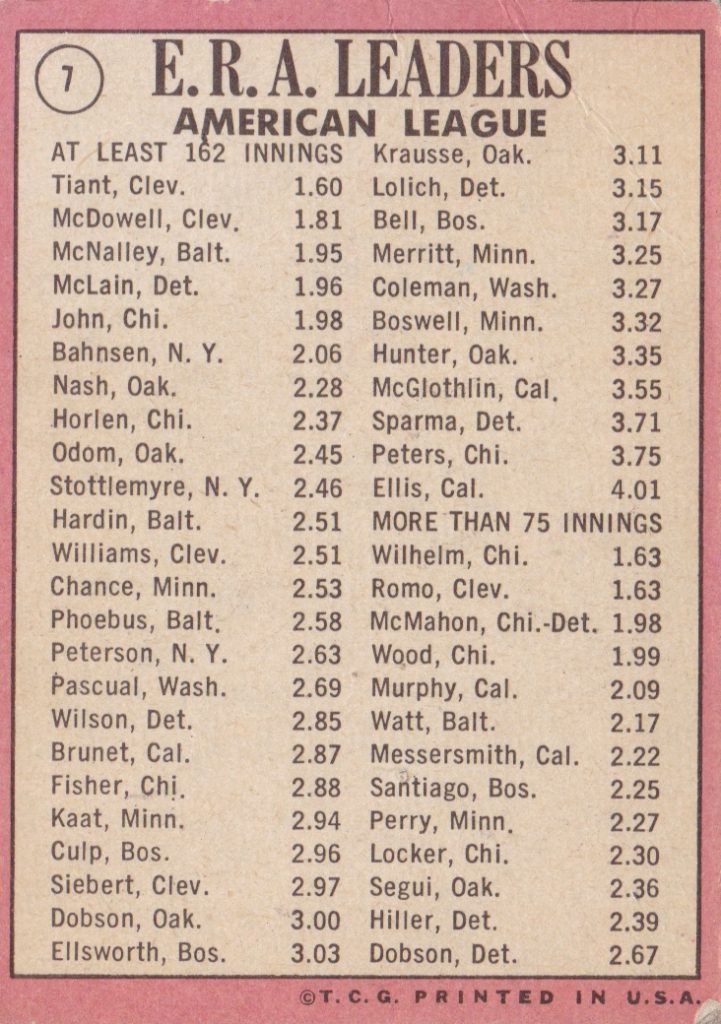 7
E. R. A. LEADERS
AMERICAN LEAGUE
AT LEAST 162 INNINGS
Tiant, Clev. 1.60
McDowell, Clev. 1.81
McNalley, Balt. 1.95
McLain, Det. 1.96
John, Chi. 1.98
Bahnsen, N. Y. 2.06
Nash, Oak. 2.28
Horlen, Chi. 2.37
Odom, Oak. 2.45
Stottlemyre, N. Y. 2.46
Hardin, Balt. 2.51
Williams, Clev. 2.51
Chance, Minn. 2.53
Phoebus, Balt. 2.58
Peterson, N. Y. 2.63
Pascual, Wash. 2.69
Wilson, Det. 2.85
Brunet, Cal. 2.87
Fisher, Chi. 2.88
Kaat, Minn. 2.94
Culp, Bos. 2.96
Siebert, Clev. 2.97
Dobson, Oak. 3.00
Ellsworth, Bos. 3.03
Krausse, Oak. 3.11
Lolich, Det. 3.15
Bell, Bos. 3.17
Merritt, Minn. 3.25
Coleman, Wash. 3.27
Boswell, Minn. 3.32
Hunter, Oak. 3.35
McGlothlin, Cal. 3.55
Sparma, Det. 3.71
Peters, Chi. 3.75
Ellis, Cal. 4.01
MORE THAN 75 INNINGS
Wilhelm, Chi. 1.63
Romo, Clev. 1.63
McMahon, Chi.-Det. 1.98
Wood, Chi. 1.99
Murphy, Cal. 2.09
Watt, Balt. 2.17
Messersmith, Cal. 2.22
Santiago, Bos. 2.25
Perry, Minn. 2.27
Locker, Chi. 2.30
Segui, Oak. 2.36
Hiller, Det. 2.39
Dobson, Det. 2.67
©T. C. G. PRINTED IN U.S.A.